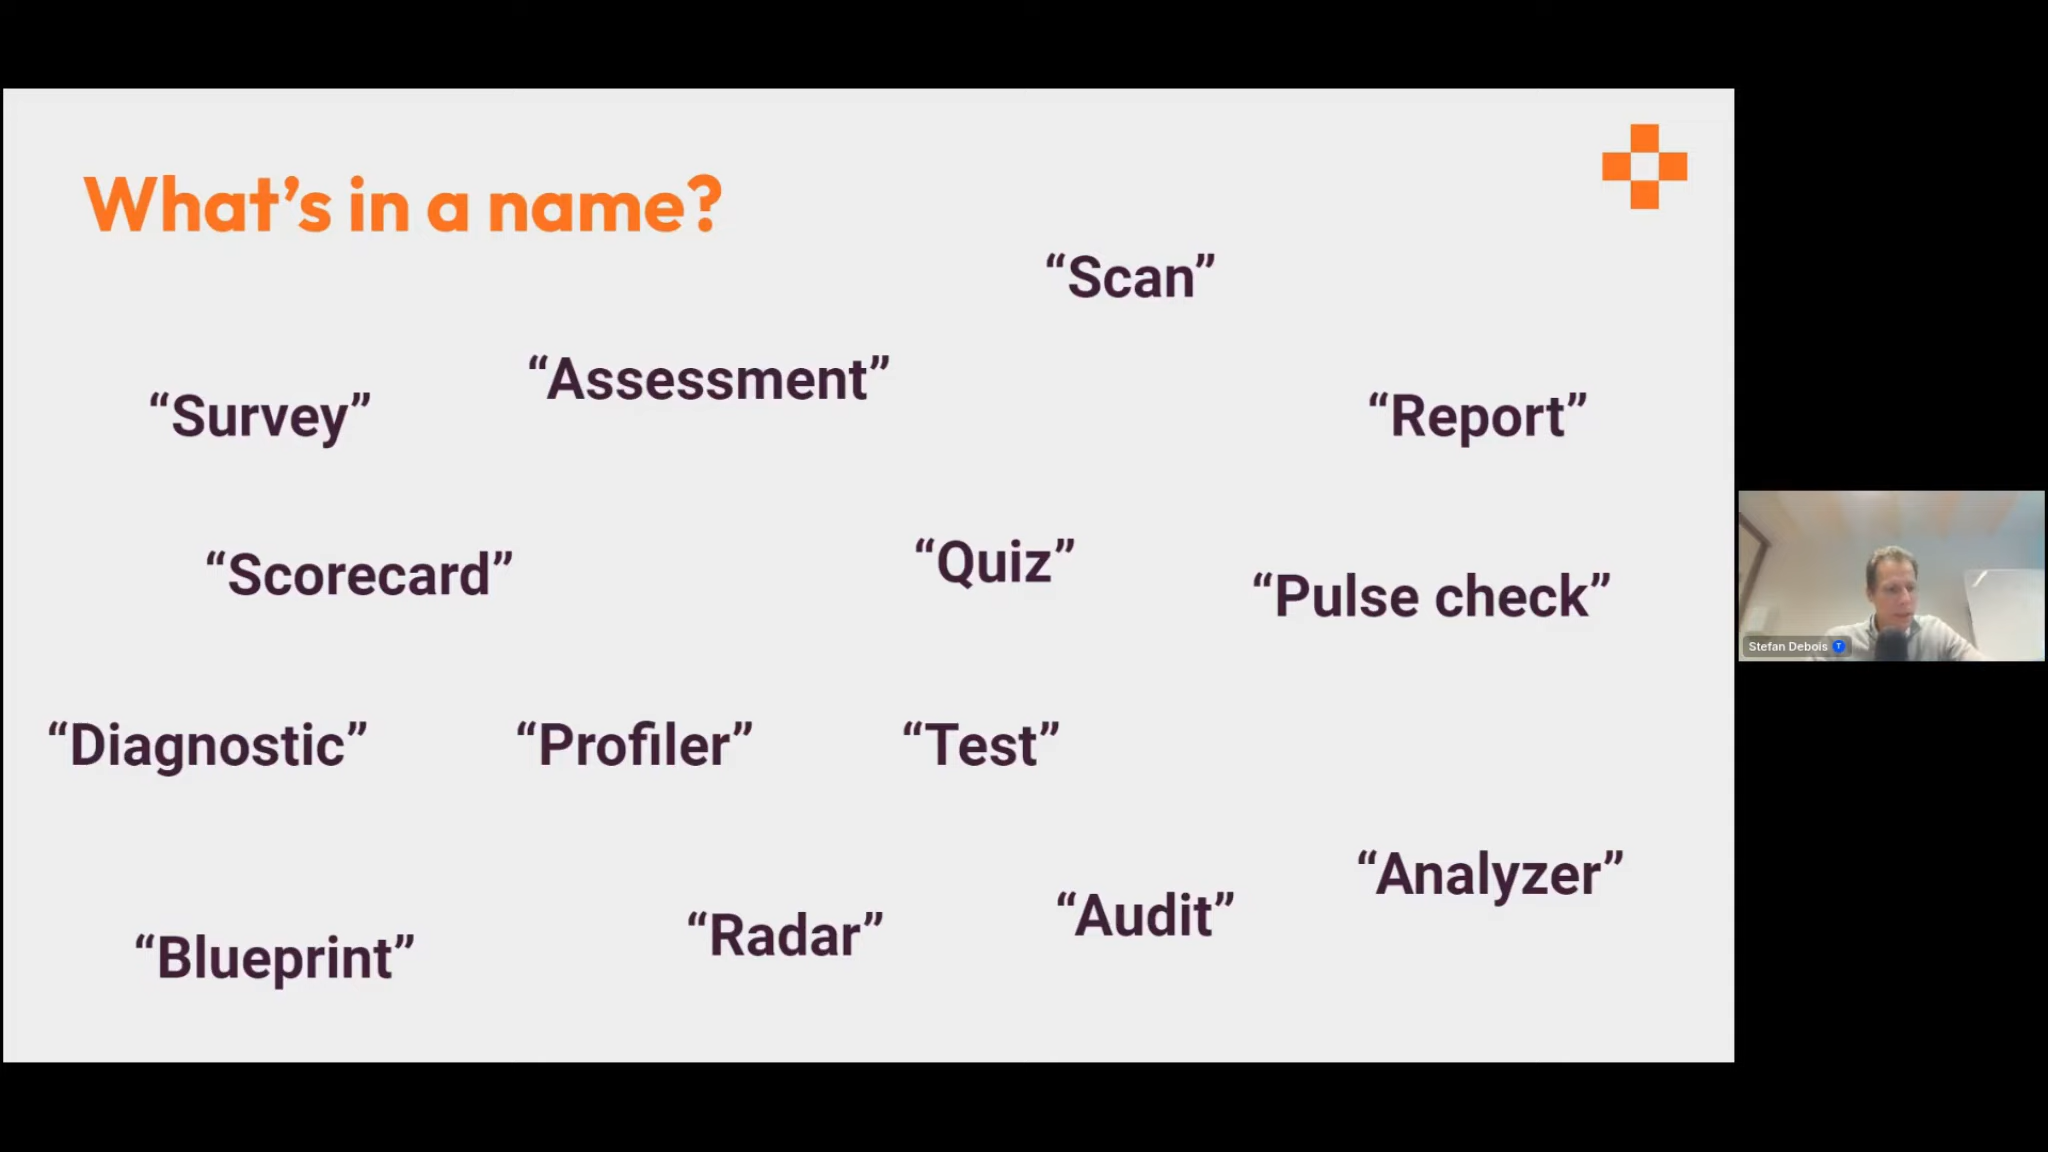 What’s in a name?
“Scan”
“Assessment”
“Survey”
“Report”
“Quiz”
“Scorecard”
“Pulse check”
“Diagnostic”
“Profiler”
“Test”
“Analyzer”
“Audit”
“Radar”
“Blueprint”
Stefan Debois
T